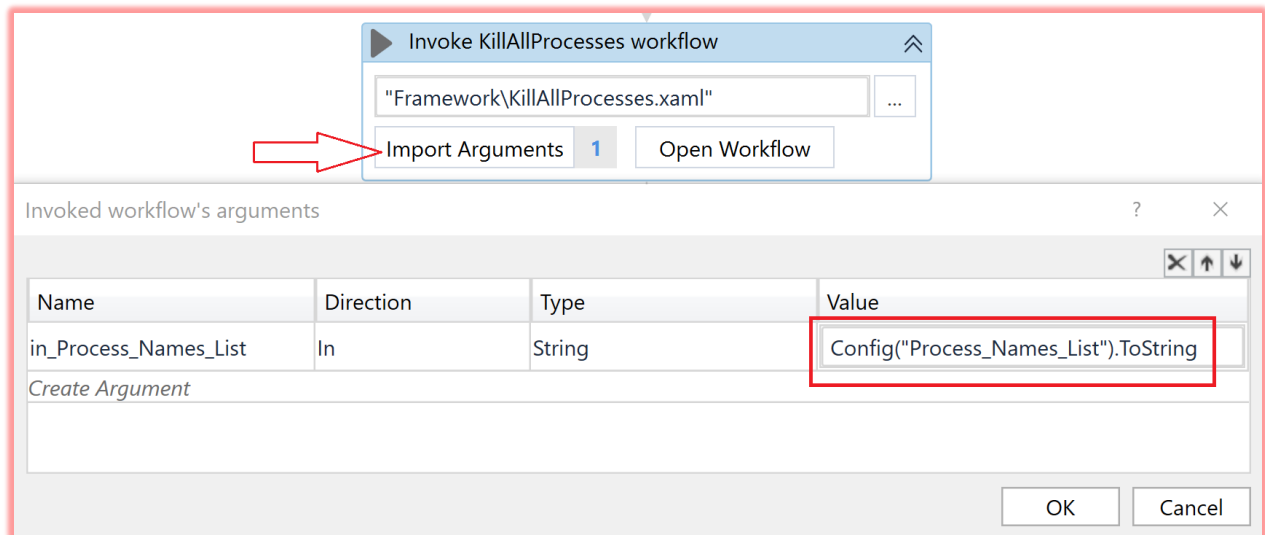 Invoke KillAllProcesses workflow
"Framework\KillAllProcesses.xaml"
...
Import Arguments 1 Open Workflow
Invoked workflow's arguments ?
Name Direction Type Value
in_Process_Names_List In String Config("Process_Names_List").ToString
Create Argument
OK Cancel